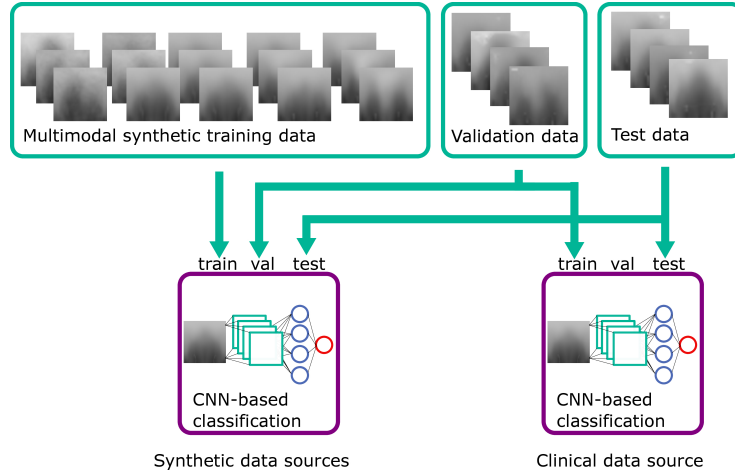 Multimodal synthetic training data
Validation data
Test data
train val test
train val test
CNN-based
classification
CNN-based
classification
Synthetic data sources
Clinical data source